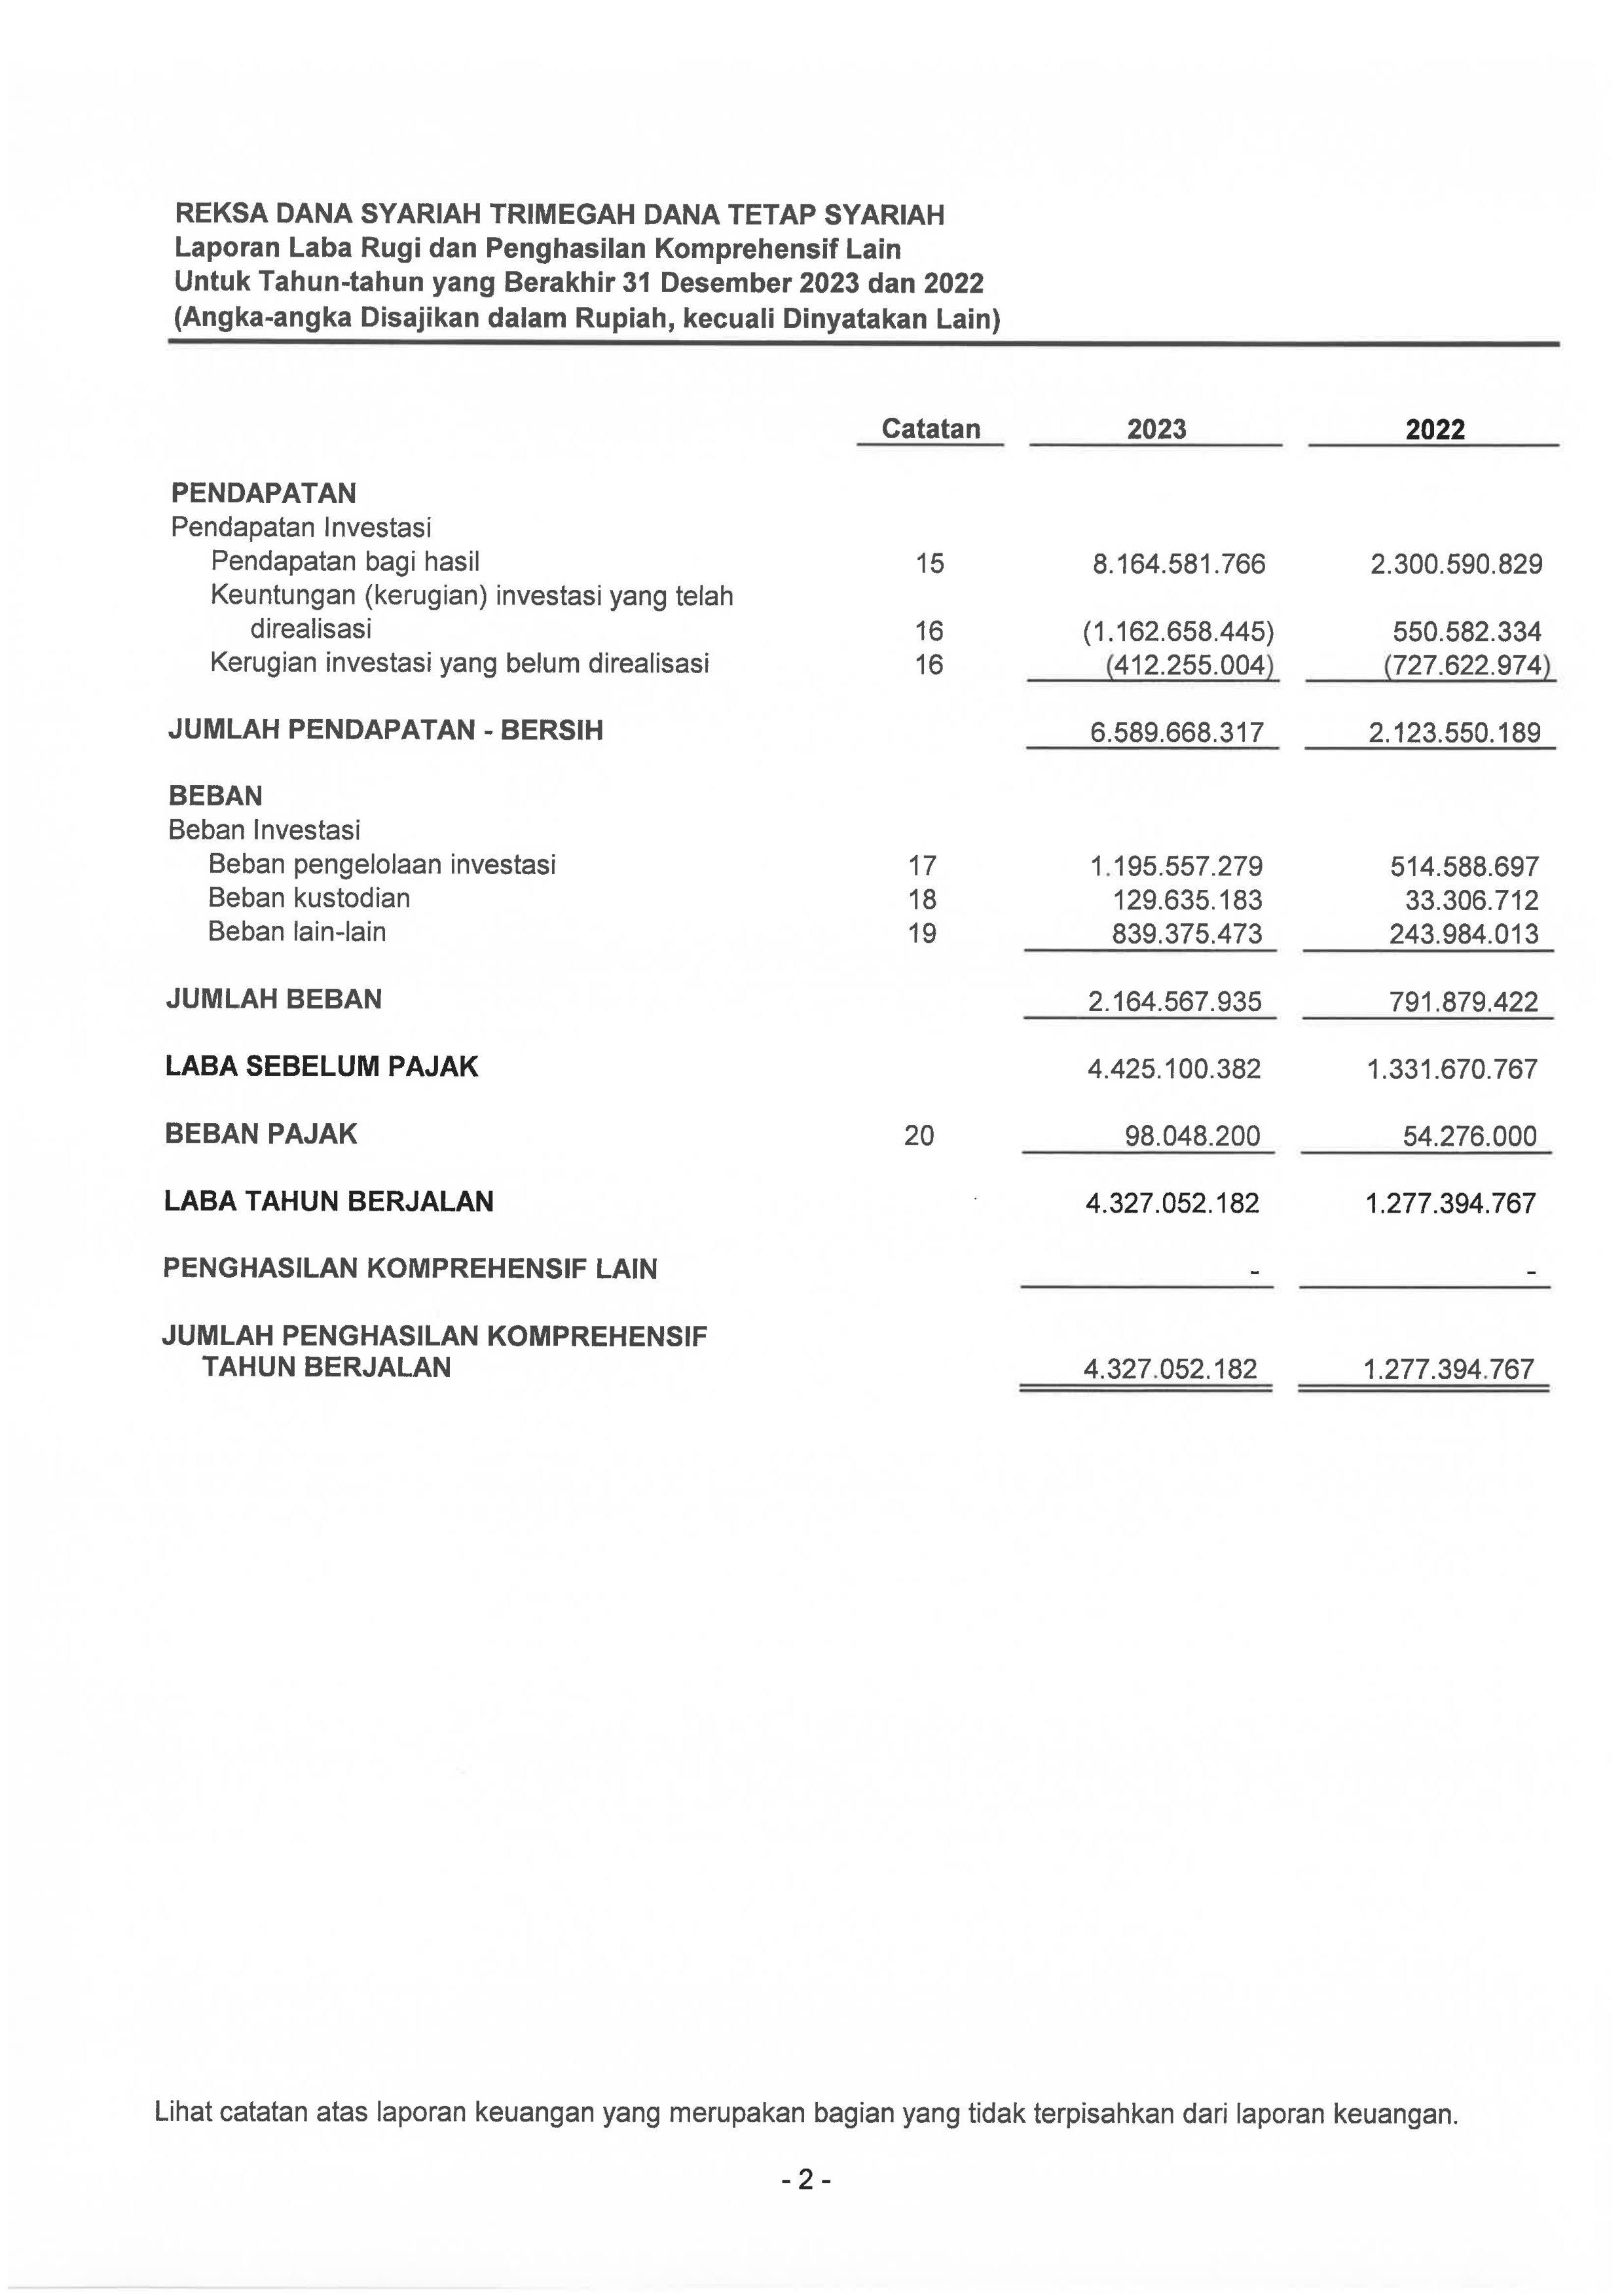 REKSA DANA SYARIAH TRIMEGAH DANA TETAP SYARIAH
Laporan Laba Rugi dan Penghasilan Komprehensif Lain
Untuk Tahun-tahun yang Berakhir 31 Desember 2023 dan 2022
(Angka-angka Disajikan dalam Rupiah, kecuali Dinyatakan Lain)
Catatan 2023 2022
PENDAPATAN
Pendapatan Investasi
Pendapatan bagi hasil 15 8.164.581.766 2.300.590.829
Keuntungan (kerugian) investasi yang telah
direalisasi 16 (1.162.658.445) 550.582.334
Kerugian investasi yang belum direalisasi 16 (412.255.004) (727.622.974)
JUMLAH PENDAPATAN - BERSIH 6.589.668.317 2.123.550.189
BEBAN
Beban Investasi
Beban pengelolaan investasi 17 1.195.557.279 514.588.697
Beban kustodian 18 129.635.183 33.306.712
Beban lain-lain 19 839.375.473 243.984.013
JUMLAH BEBAN 2.164.567.935 791.879.422
LABA SEBELUM PAJAK 4.425.100.382 1.331.670.767
BEBAN PAJAK 20 98.048.200 54.276.000
LABA TAHUN BERJALAN 4.327.052.182 1.277.394.767
PENGHASILAN KOMPREHENSIF LAIN - -
JUMLAH PENGHASILAN KOMPREHENSIF
TAHUN BERJALAN 4.327.052.182 1.277.394.767
Lihat catatan atas laporan keuangan yang merupakan bagian yang tidak terpisahkan dari laporan keuangan.
- 2 -